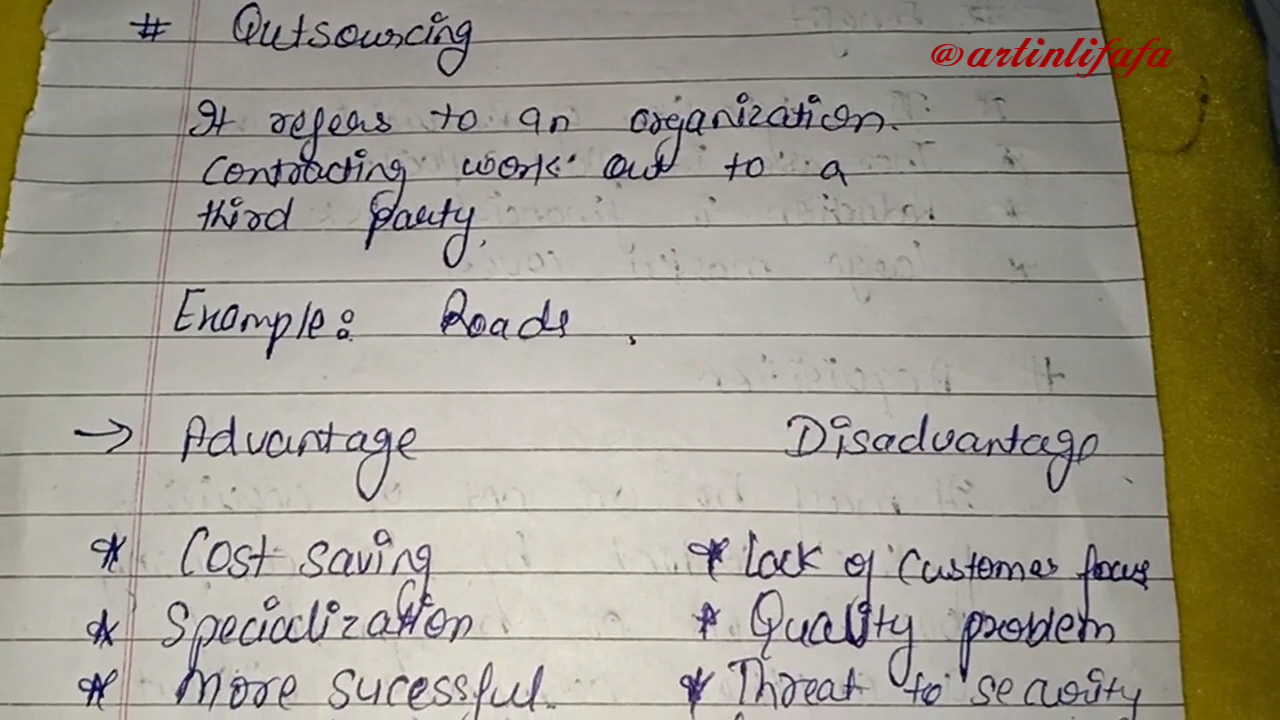 # Outsourcing
@artinlifafa
It refers to an organization.
Contracting work out to a
third party.
Example: Roads.
→ Advantage Disadvantage
* Cost saving * Lack of Customer focus
* Specialization * Quality problem
* More sucessful. * Threat to security